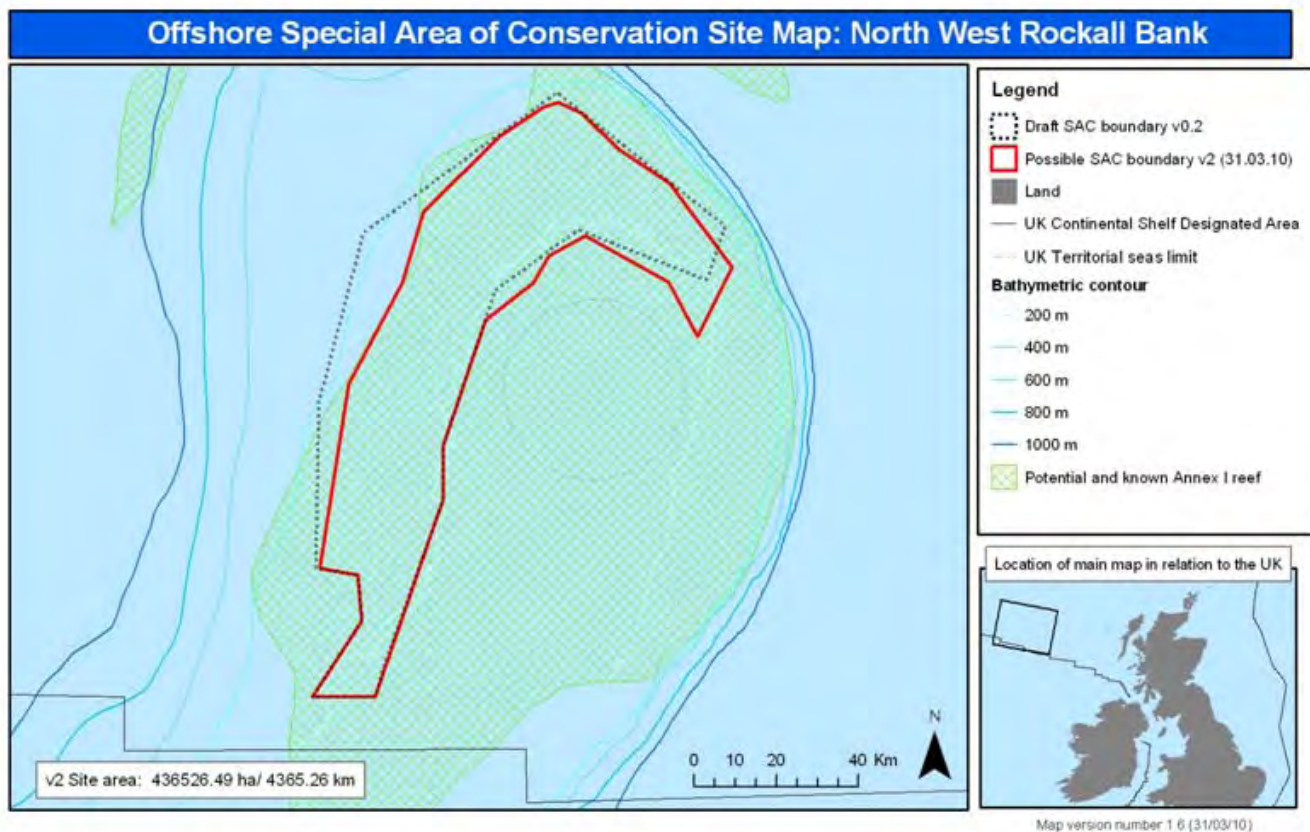 Offshore Special Area of Conservation Site Map: North West Rockall Bank
Legend
Draft SAC boundary v0.2
Possible SAC boundary v2 (31.03.10)
Land
UK Continental Shelf Designated Area
UK Territorial seas limit
Bathymetric contour
200 m
400 m
600 m
800 m
1000 m
Potential and known Annex I reef
Location of main map in relation to the UK
N
0 10 20 40 Km
v2 Site area: 436526.49 ha/ 4365.26 km
Map version number 1.6 (31/03/10)